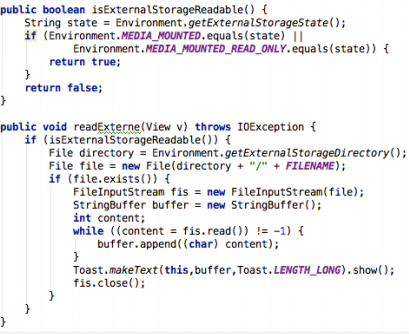 public boolean isExternalStorageReadable() {
    String state = Environment.getExternalStorageState();
    if (Environment.MEDIA_MOUNTED.equals(state) ||
            Environment.MEDIA_MOUNTED_READ_ONLY.equals(state)) {
        return true;
    }
    return false;
}

public void readExterne(View v) throws IOException {
    if (isExternalStorageReadable()) {
        File directory = Environment.getExternalStorageDirectory();
        File file = new File(directory + "/" + FILENAME);
        if (file.exists()) {
            FileInputStream fis = new FileInputStream(file);
            StringBuffer buffer = new StringBuffer();
            int content;
            while ((content = fis.read()) != -1) {
                buffer.append((char) content);
            }
            Toast.makeText(this,buffer,Toast.LENGTH_LONG).show();
            fis.close();
        }
    }
}